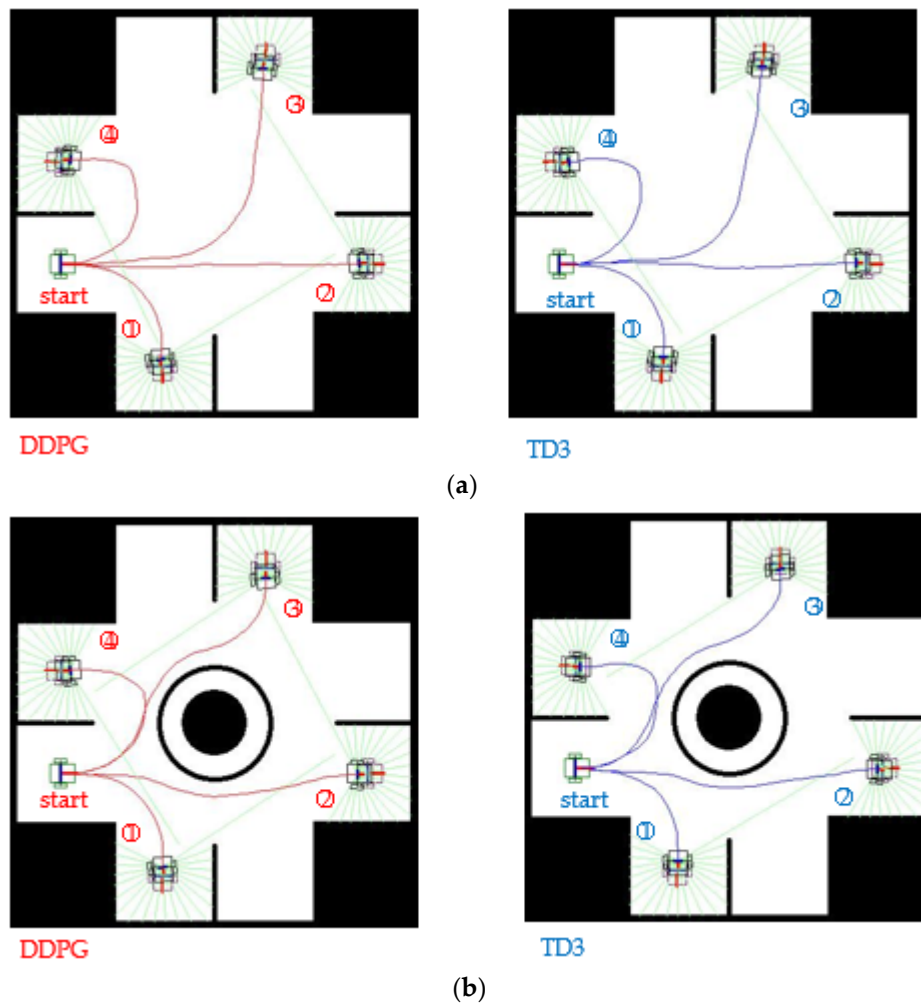 ③
③
④
④
start
②
start
②
①
①
DDPG
TD3
(a)
③
③
④
④
start
②
start
②
①
①
DDPG
TD3
(b)